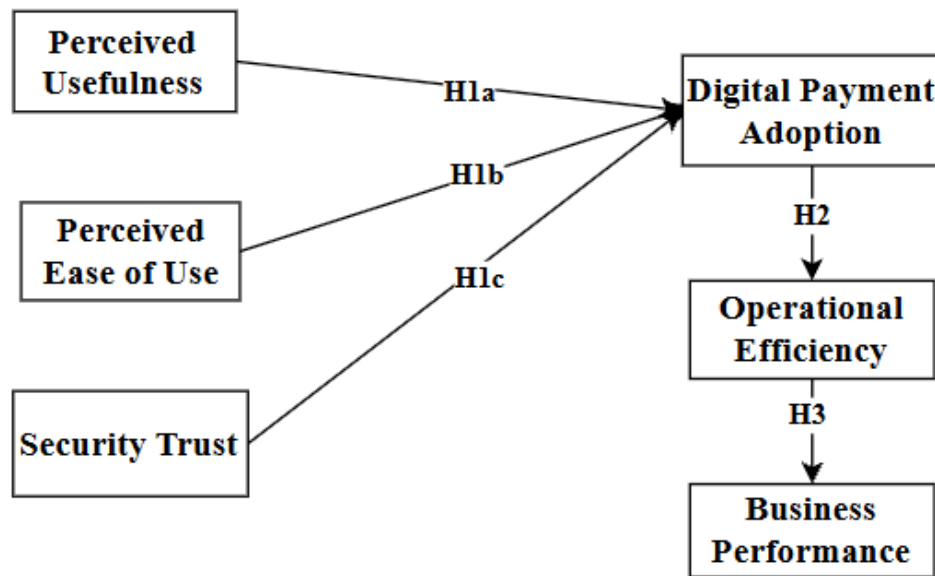 Perceived
Usefulness
H1a
Digital Payment
Adoption
H1b
Perceived
Ease of Use
H2
H1c
Operational
Efficiency
Security Trust
H3
Business
Performance